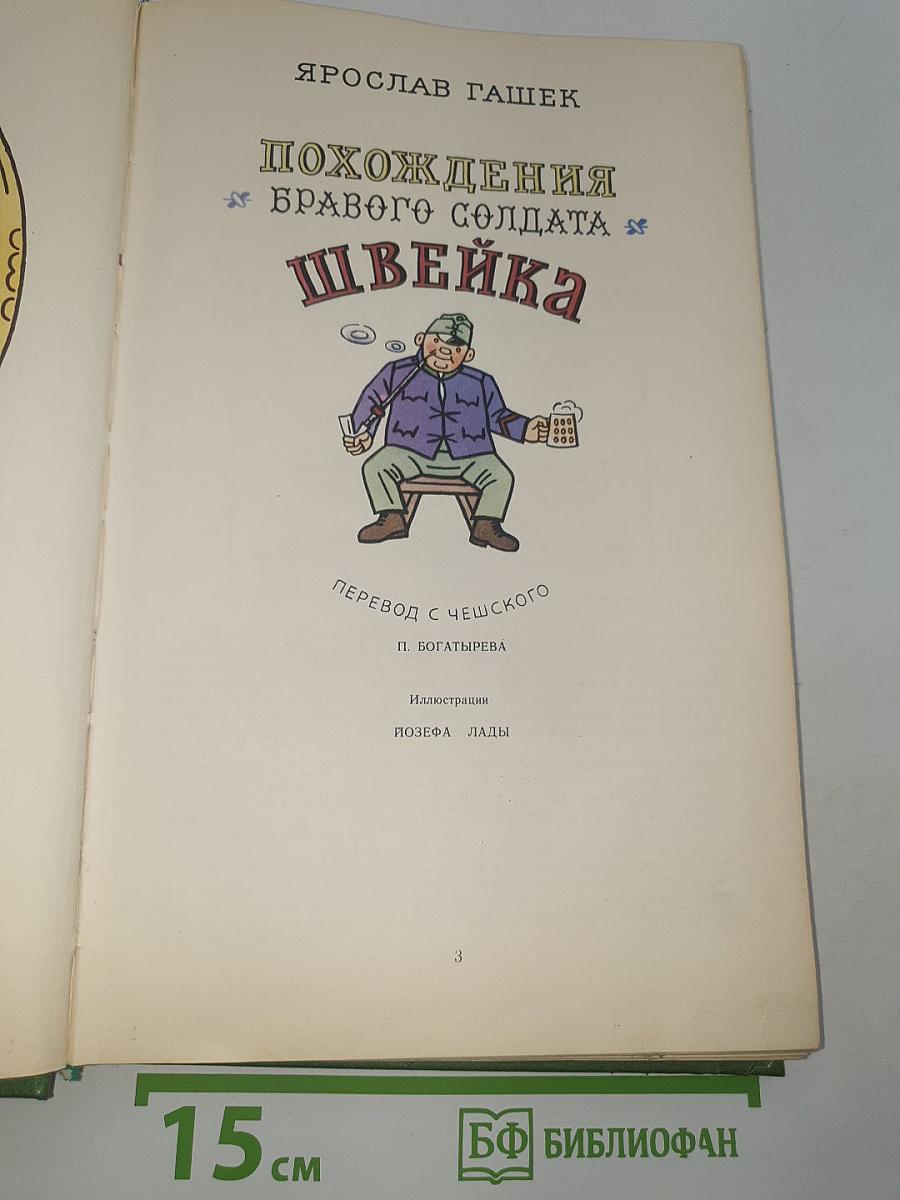 ЯРОСЛАВ ГАШЕК
ПОХОЖДЕНИЯ
БРАВОГО СОЛДАТА
ШВЕЙКА
ПЕРЕВОД С ЧЕШСКОГО
П. БОГАТЫРЕВА
Иллюстрации
ЙОЗЕФА ЛАДЫ
3
15 см
БФ БИБЛИОФАН